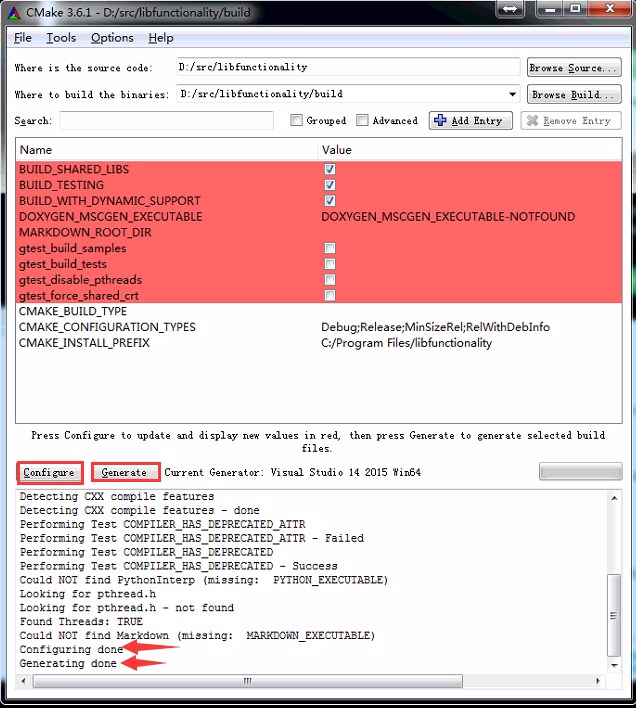 CMake 3.6.1 - D:/src/libfunctionality/build
File Tools Options Help
Where is the source code: D:/src/libfunctionality Browse Source...
Where to build the binaries: D:/src/libfunctionality/build Browse Build...
Search: Grouped Advanced Add Entry Remove Entry
Name Value
BUILD_SHARED_LIBS
BUILD_TESTING
BUILD_WITH_DYNAMIC_SUPPORT
DOXYGEN_MSCGEN_EXECUTABLE DOXYGEN_MSCGEN_EXECUTABLE-NOTFOUND
MARKDOWN_ROOT_DIR
gtest_build_samples
gtest_build_tests
gtest_disable_pthreads
gtest_force_shared_crt
CMAKE_BUILD_TYPE
CMAKE_CONFIGURATION_TYPES Debug;Release;MinSizeRel;RelWithDebInfo
CMAKE_INSTALL_PREFIX C:/Program Files/libfunctionality
Press Configure to update and display new values in red, then press Generate to generate selected build
files.
Configure Generate Current Generator: Visual Studio 14 2015 Win64
Detecting CXX compile features
Detecting CXX compile features - done
Performing Test COMPILER_HAS_DEPRECATED_ATTR
Performing Test COMPILER_HAS_DEPRECATED_ATTR - Failed
Performing Test COMPILER_HAS_DEPRECATED
Performing Test COMPILER_HAS_DEPRECATED - Success
Could NOT find PythonInterp (missing:  PYTHON_EXECUTABLE)
Looking for pthread.h
Looking for pthread.h - not found
Found Threads: TRUE
Could NOT find Markdown (missing:  MARKDOWN_EXECUTABLE)
Configuring done
Generating done